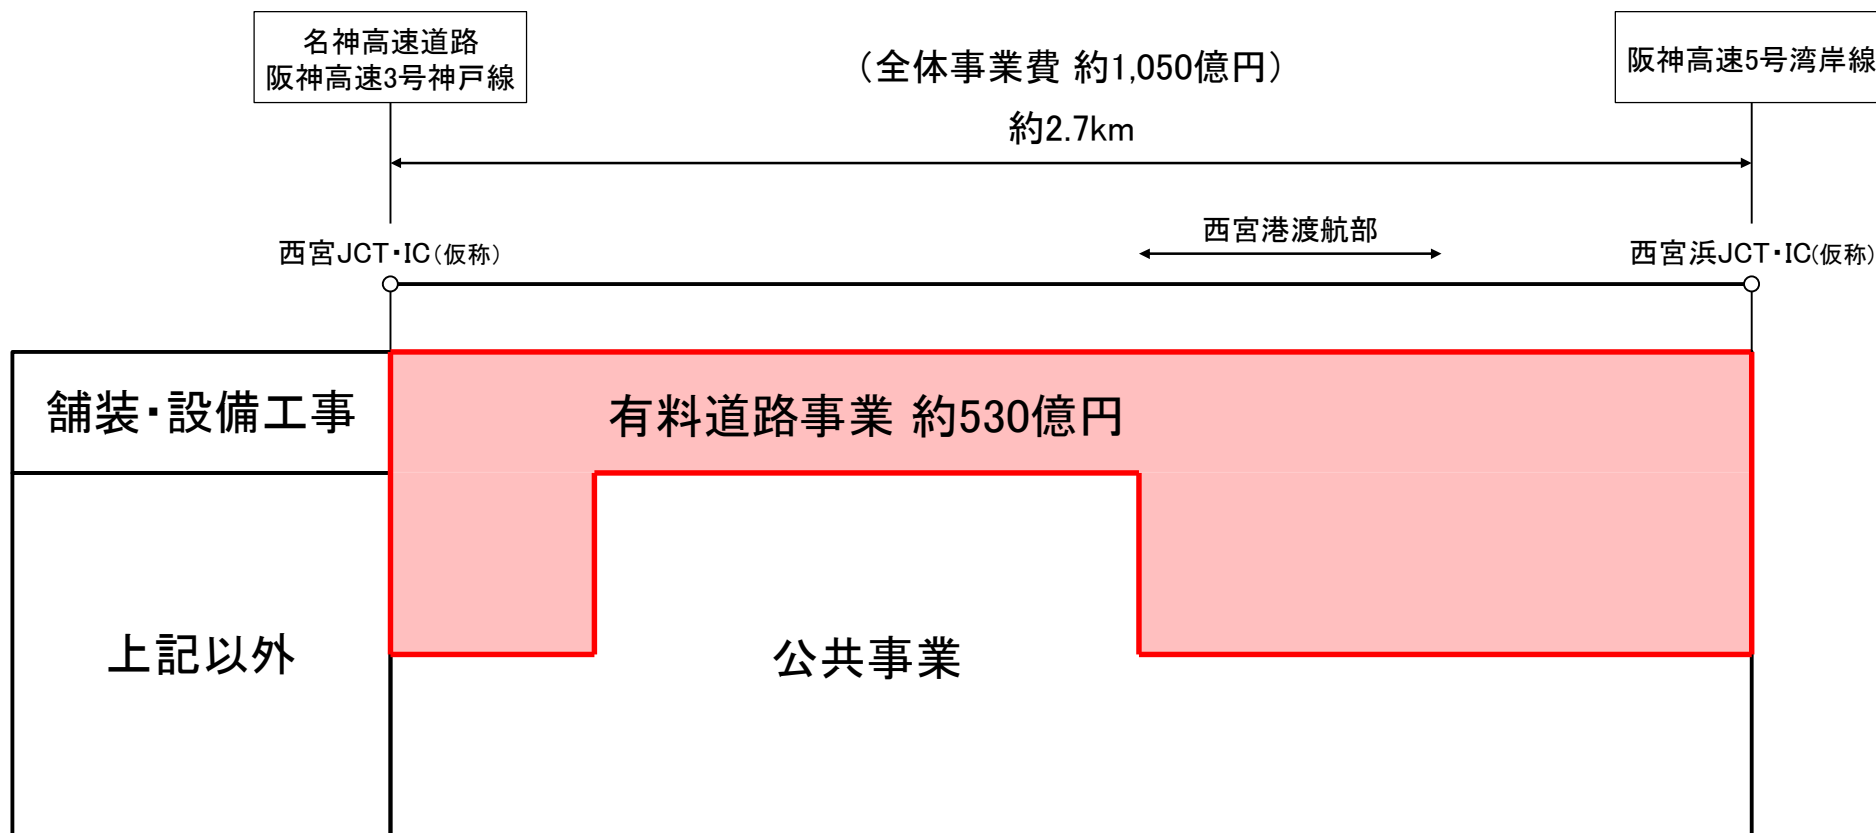 名神高速道路
阪神高速3号神戸線
（全体事業費 約1,050億円）
阪神高速5号湾岸線
約2.7km
西宮港渡航部
西宮JCT・IC（仮称）
西宮浜JCT・IC(仮称)
舗装・設備工事
有料道路事業 約530億円
上記以外
公共事業